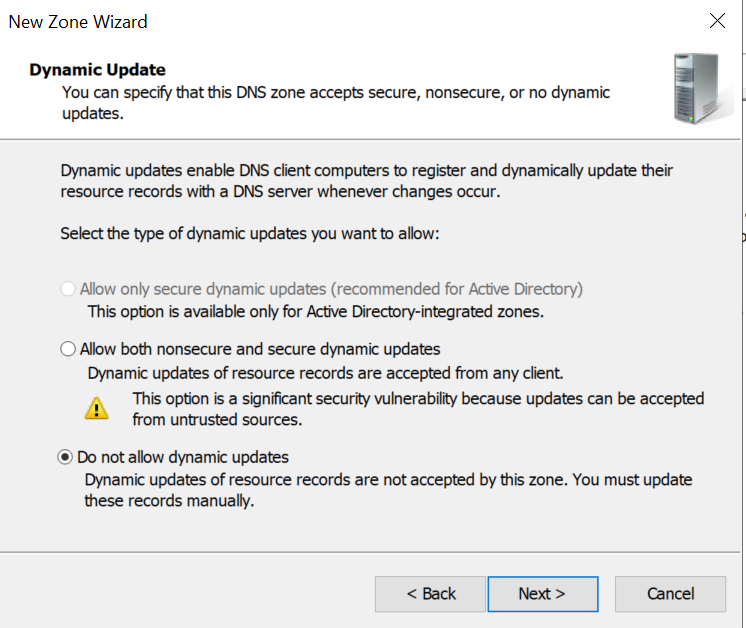 New Zone Wizard
Dynamic Update
You can specify that this DNS zone accepts secure, nonsecure, or no dynamic
updates.
Dynamic updates enable DNS client computers to register and dynamically update their
resource records with a DNS server whenever changes occur.
Select the type of dynamic updates you want to allow:
Allow only secure dynamic updates (recommended for Active Directory)
This option is available only for Active Directory-integrated zones.
Allow both nonsecure and secure dynamic updates
Dynamic updates of resource records are accepted from any client.
This option is a significant security vulnerability because updates can be accepted
from untrusted sources.
Do not allow dynamic updates
Dynamic updates of resource records are not accepted by this zone. You must update
these records manually.
< Back Next > Cancel